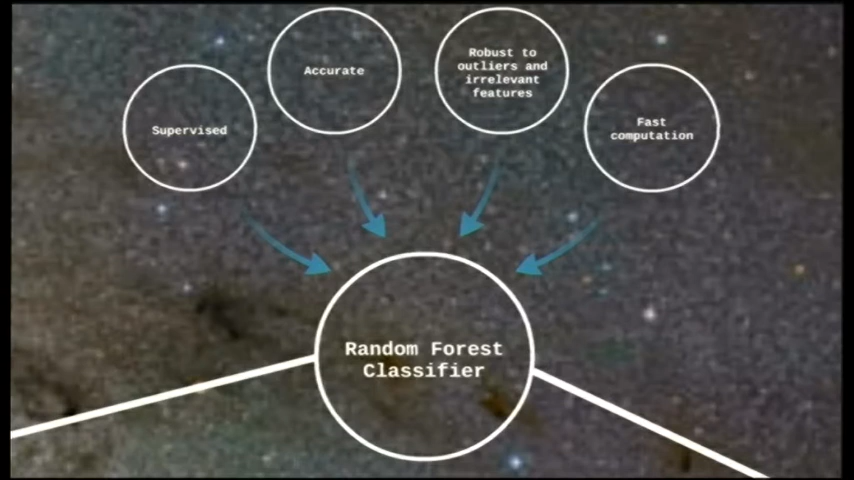 Supervised
Accurate
Robust to
outliers and
irrelevant
features
Fast
computation
Random Forest
Classifier